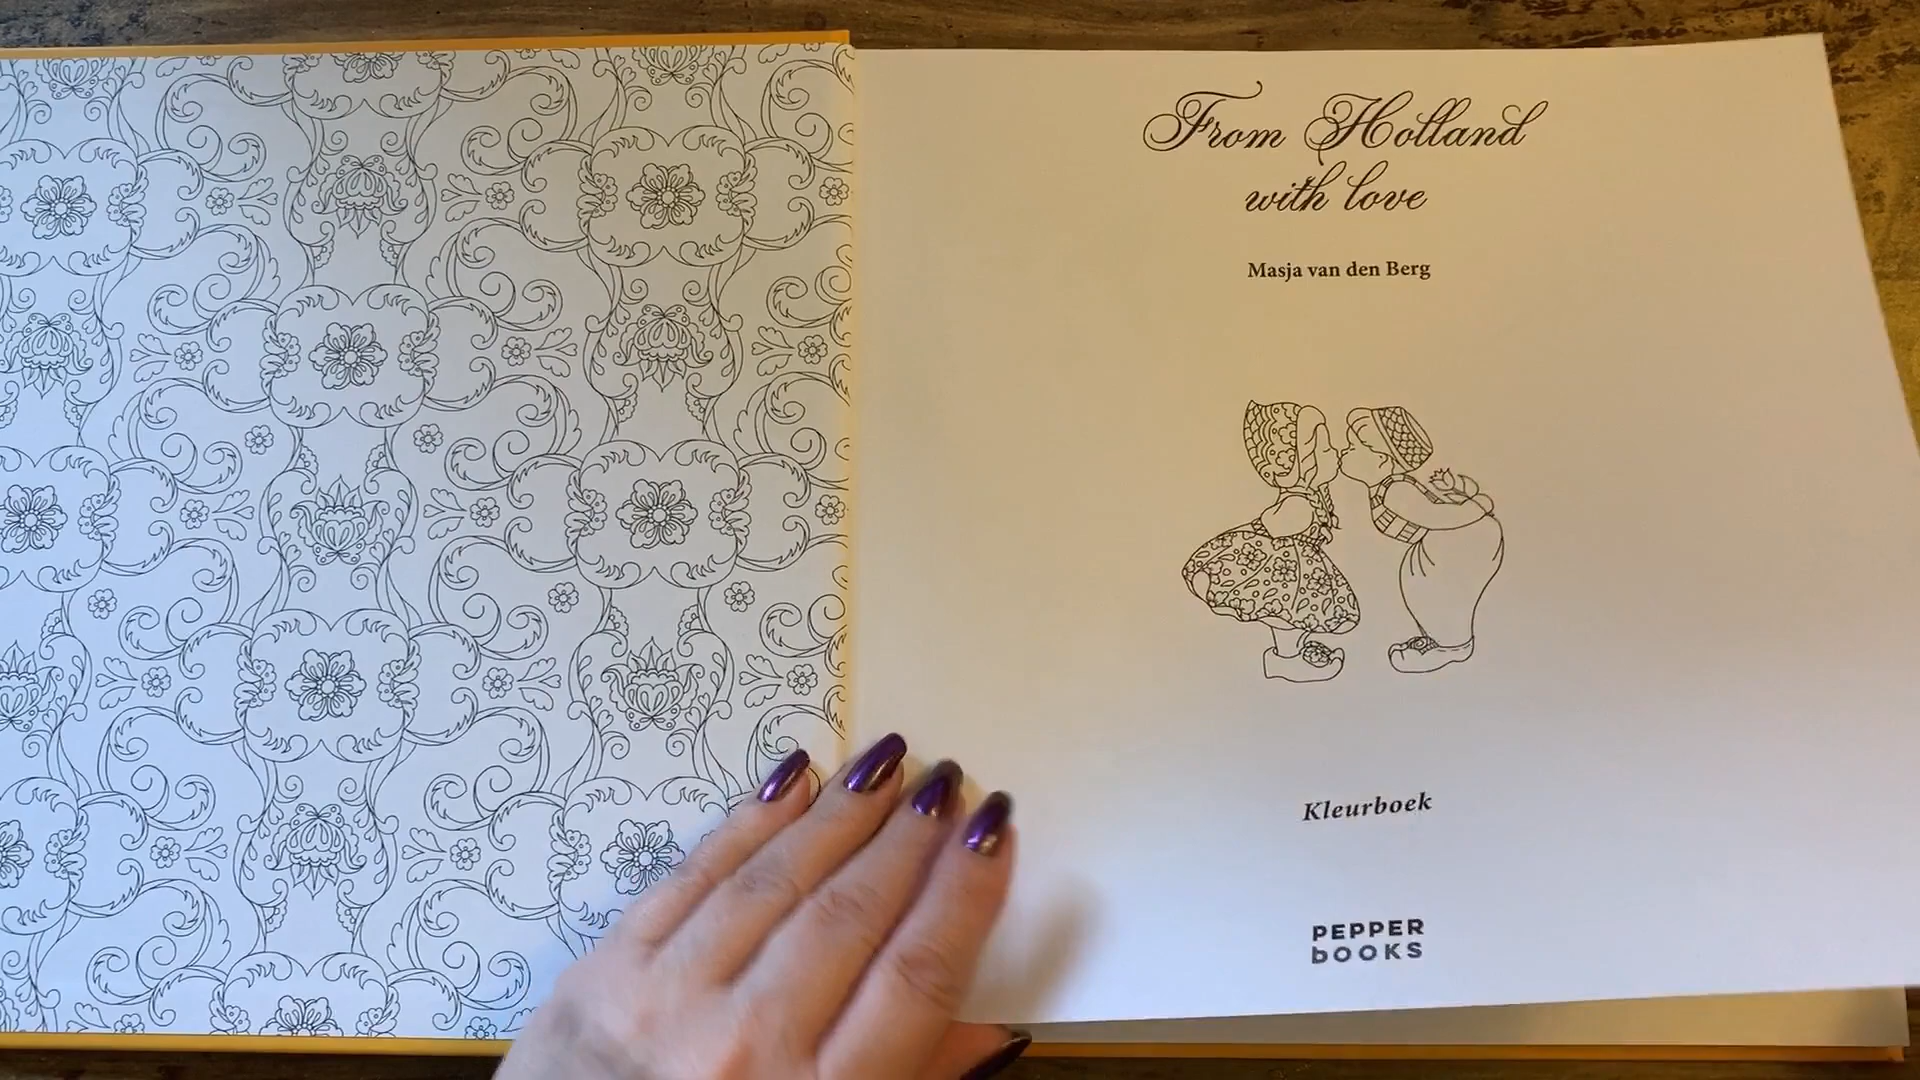 From Holland
with love
Masja van den Berg
Kleurboek
PEPPER
bOOKS